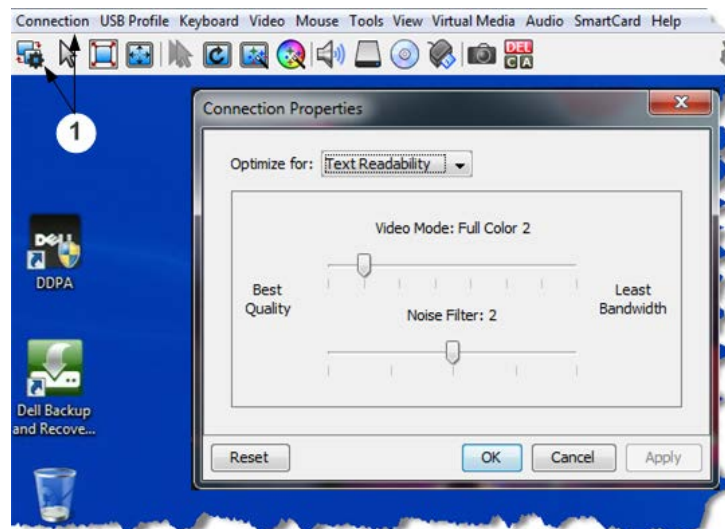 Connection USB Profile Keyboard Video Mouse Tools View Virtual Media Audio SmartCard Help
DEL
C A
1
Connection Properties
Optimize for: Text Readability
Video Mode: Full Color 2
Best
Quality
Least
Bandwidth
Noise Filter: 2
DELL
DDPA
Dell Backup
and Recove...
Reset OK Cancel Apply